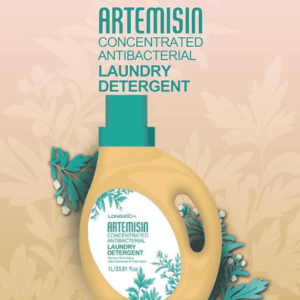 ARTEMISIN
CONCENTRATED
ANTIBACTERIAL
LAUNDRY
DETERGENT
LONGRICH
ARTEMISIN
CONCENTRATED
ANTIBACTERIAL
LAUNDRY
DETERGENT
1L/33.81 fl.oz